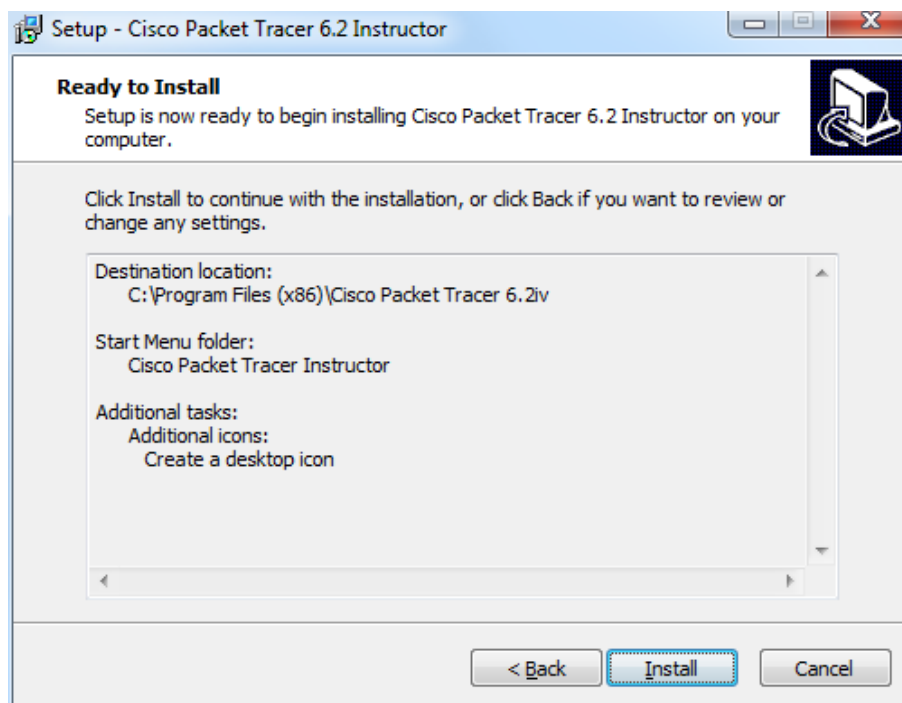 Setup - Cisco Packet Tracer 6.2 Instructor
Ready to Install
Setup is now ready to begin installing Cisco Packet Tracer 6.2 Instructor on your
computer.
Click Install to continue with the installation, or click Back if you want to review or
change any settings.
Destination location:
C:\Program Files (x86)\Cisco Packet Tracer 6.2iv
Start Menu folder:
Cisco Packet Tracer Instructor
Additional tasks:
Additional icons:
Create a desktop icon
< Back
Install
Cancel